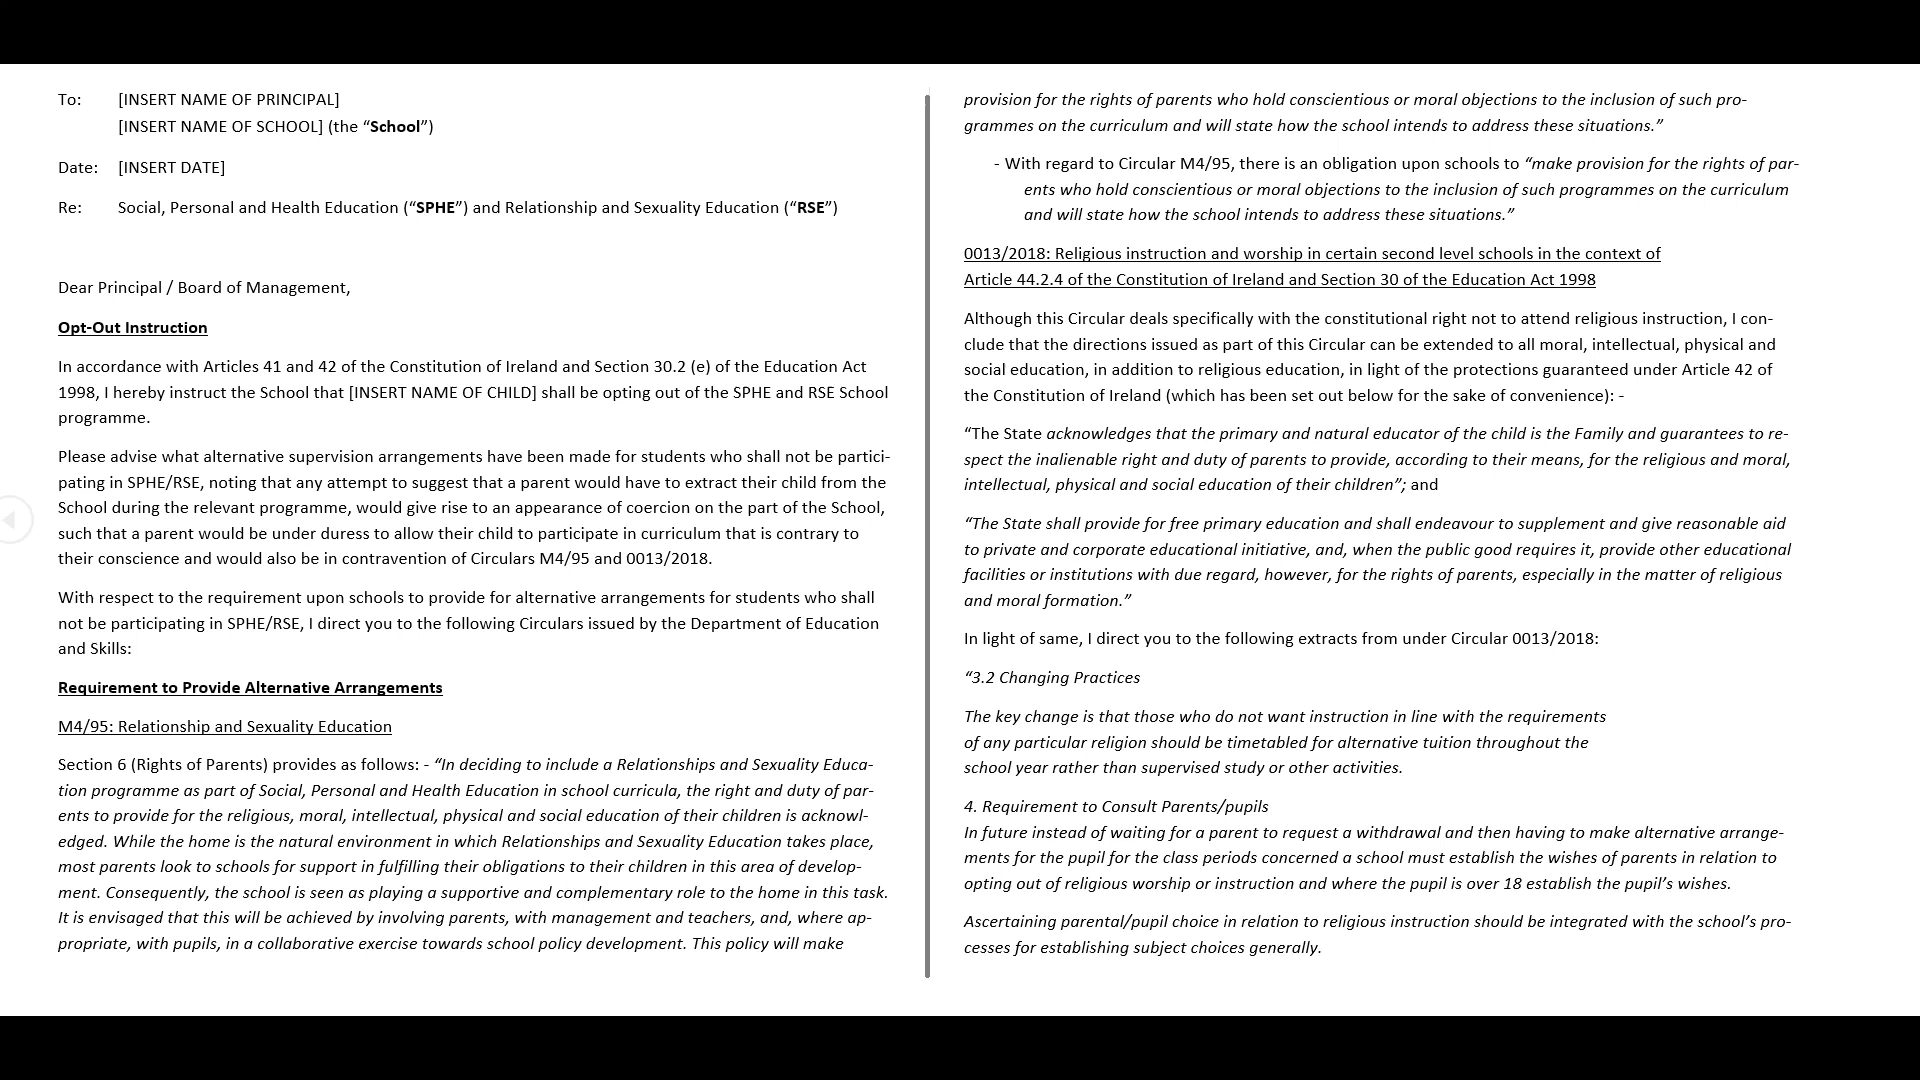 To: [INSERT NAME OF PRINCIPAL]
[INSERT NAME OF SCHOOL] (the “School”)
Date: [INSERT DATE]
Re: Social, Personal and Health Education (“SPHE”) and Relationship and Sexuality Education (“RSE”)
Dear Principal / Board of Management,
Opt-Out Instruction
In accordance with Articles 41 and 42 of the Constitution of Ireland and Section 30.2 (e) of the Education Act
1998, I hereby instruct the School that [INSERT NAME OF CHILD] shall be opting out of the SPHE and RSE School
programme.
Please advise what alternative supervision arrangements have been made for students who shall not be partici-
pating in SPHE/RSE, noting that any attempt to suggest that a parent would have to extract their child from the
School during the relevant programme, would give rise to an appearance of coercion on the part of the School,
such that a parent would be under duress to allow their child to participate in curriculum that is contrary to
their conscience and would also be in contravention of Circulars M4/95 and 0013/2018.
With respect to the requirement upon schools to provide for alternative arrangements for students who shall
not be participating in SPHE/RSE, I direct you to the following Circulars issued by the Department of Education
and Skills:
Requirement to Provide Alternative Arrangements
M4/95: Relationship and Sexuality Education
Section 6 (Rights of Parents) provides as follows: - “In deciding to include a Relationships and Sexuality Educa-
tion programme as part of Social, Personal and Health Education in school curricula, the right and duty of par-
ents to provide for the religious, moral, intellectual, physical and social education of their children is acknowl-
edged. While the home is the natural environment in which Relationships and Sexuality Education takes place,
most parents look to schools for support in fulfilling their obligations to their children in this area of develop-
ment. Consequently, the school is seen as playing a supportive and complementary role to the home in this task.
It is envisaged that this will be achieved by involving parents, with management and teachers, and, where ap-
propriate, with pupils, in a collaborative exercise towards school policy development. This policy will make
provision for the rights of parents who hold conscientious or moral objections to the inclusion of such pro-
grammes on the curriculum and will state how the school intends to address these situations.”
- With regard to Circular M4/95, there is an obligation upon schools to “make provision for the rights of par-
ents who hold conscientious or moral objections to the inclusion of such programmes on the curriculum
and will state how the school intends to address these situations.”
0013/2018: Religious instruction and worship in certain second level schools in the context of
Article 44.2.4 of the Constitution of Ireland and Section 30 of the Education Act 1998
Although this Circular deals specifically with the constitutional right not to attend religious instruction, I con-
clude that the directions issued as part of this Circular can be extended to all moral, intellectual, physical and
social education, in addition to religious education, in light of the protections guaranteed under Article 42 of
the Constitution of Ireland (which has been set out below for the sake of convenience): -
“The State acknowledges that the primary and natural educator of the child is the Family and guarantees to re-
spect the inalienable right and duty of parents to provide, according to their means, for the religious and moral,
intellectual, physical and social education of their children”; and
“The State shall provide for free primary education and shall endeavour to supplement and give reasonable aid
to private and corporate educational initiative, and, when the public good requires it, provide other educational
facilities or institutions with due regard, however, for the rights of parents, especially in the matter of religious
and moral formation.”
In light of same, I direct you to the following extracts from under Circular 0013/2018:
“3.2 Changing Practices
The key change is that those who do not want instruction in line with the requirements
of any particular religion should be timetabled for alternative tuition throughout the
school year rather than supervised study or other activities.
4. Requirement to Consult Parents/pupils
In future instead of waiting for a parent to request a withdrawal and then having to make alternative arrange-
ments for the pupil for the class periods concerned a school must establish the wishes of parents in relation to
opting out of religious worship or instruction and where the pupil is over 18 establish the pupil’s wishes.
Ascertaining parental/pupil choice in relation to religious instruction should be integrated with the school’s pro-
cesses for establishing subject choices generally.